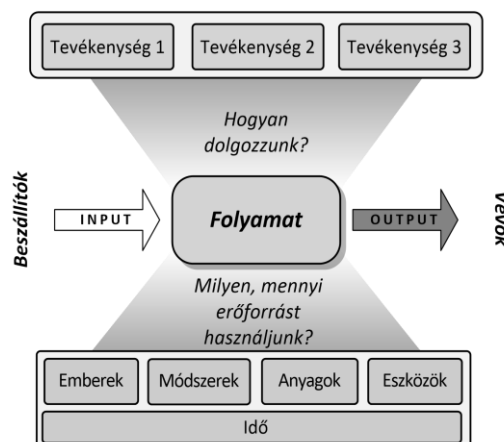 Tevékenység 1
Tevékenység 2
Tevékenység 3
Hogyan
dolgozzunk?
Beszállítók
INPUT
Folyamat
OUTPUT
Vevők
Milyen, mennyi
erőforrást
használjunk?
Emberek
Módszerek
Anyagok
Eszközök
Idő